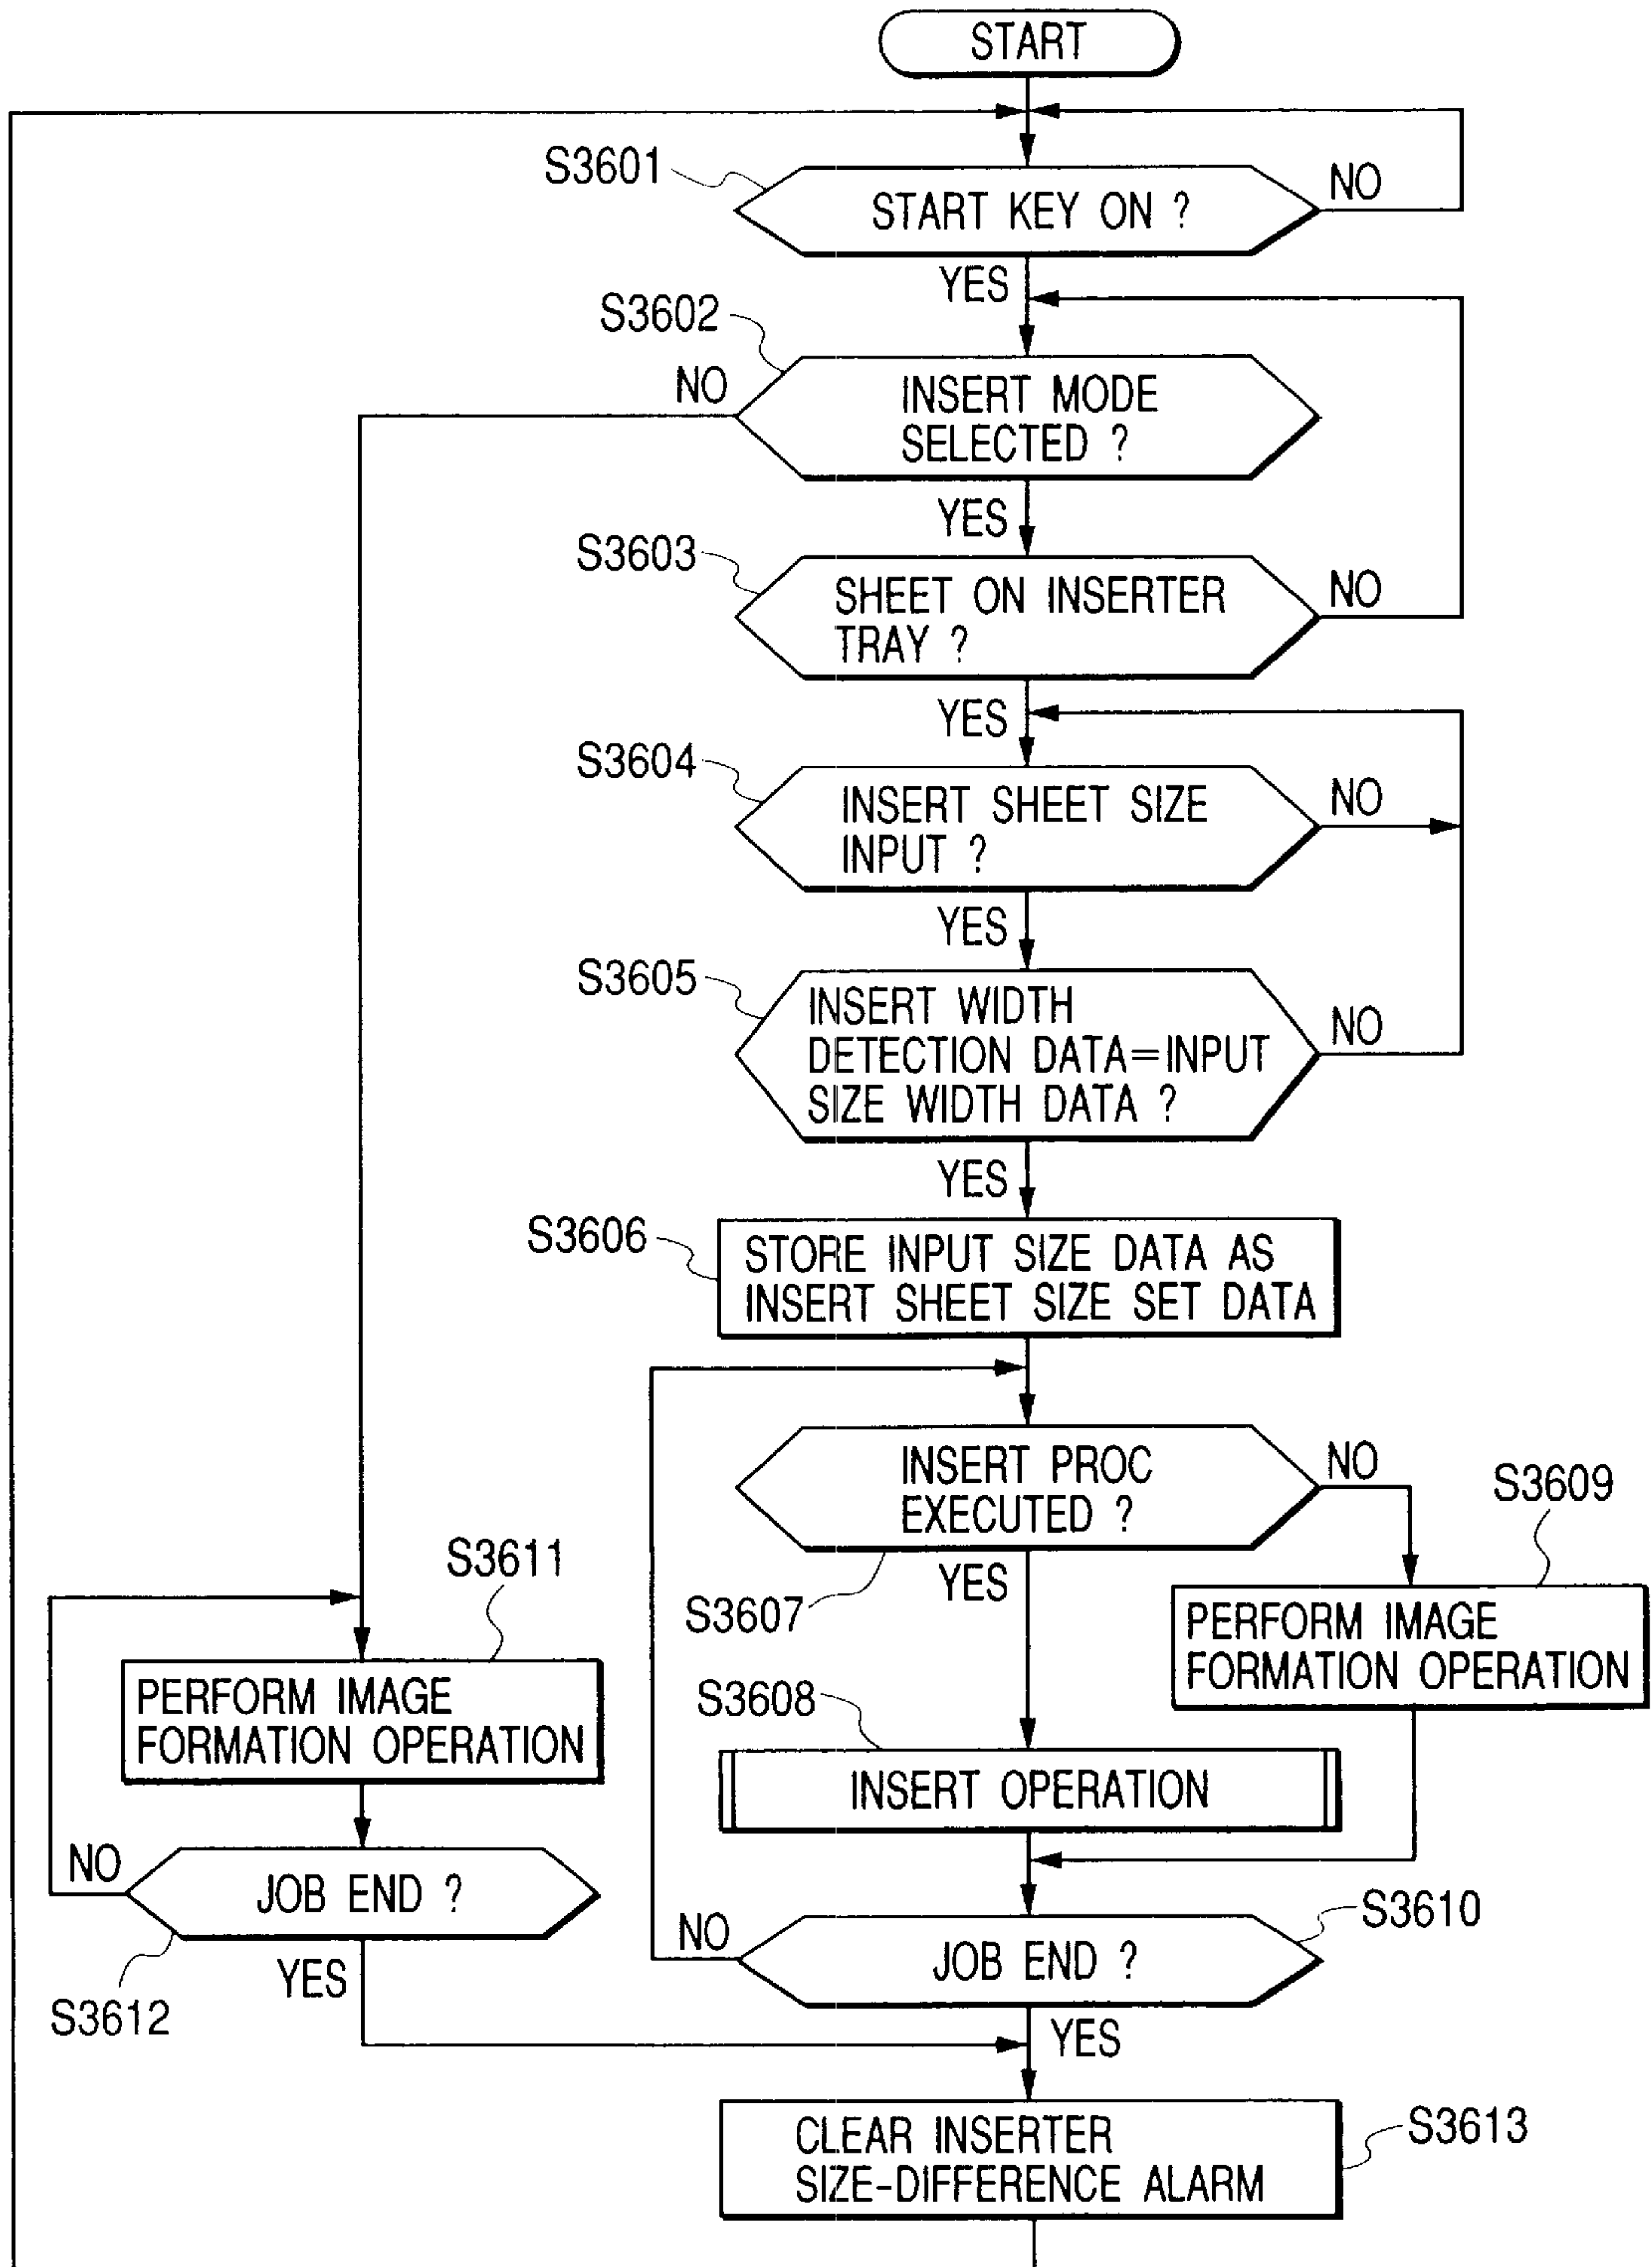 START
S3601
START KEY ON ?
NO
YES
S3602
NO
INSERT MODE
SELECTED ?
YES
S3603
SHEET ON INSERTER
TRAY ?
NO
YES
S3604
INSERT SHEET SIZE
INPUT ?
NO
YES
S3605
INSERT WIDTH
DETECTION DATA=INPUT
SIZE WIDTH DATA ?
NO
YES
S3606
STORE INPUT SIZE DATA AS
INSERT SHEET SIZE SET DATA
INSERT PROC
EXECUTED ?
NO
S3609
S3611
YES
S3607
PERFORM IMAGE
FORMATION OPERATION
PERFORM IMAGE
FORMATION OPERATION
S3608
INSERT OPERATION
NO
JOB END ?
S3610
NO
JOB END ?
YES
S3612
YES
CLEAR INSERTER
SIZE-DIFFERENCE ALARM
S3613